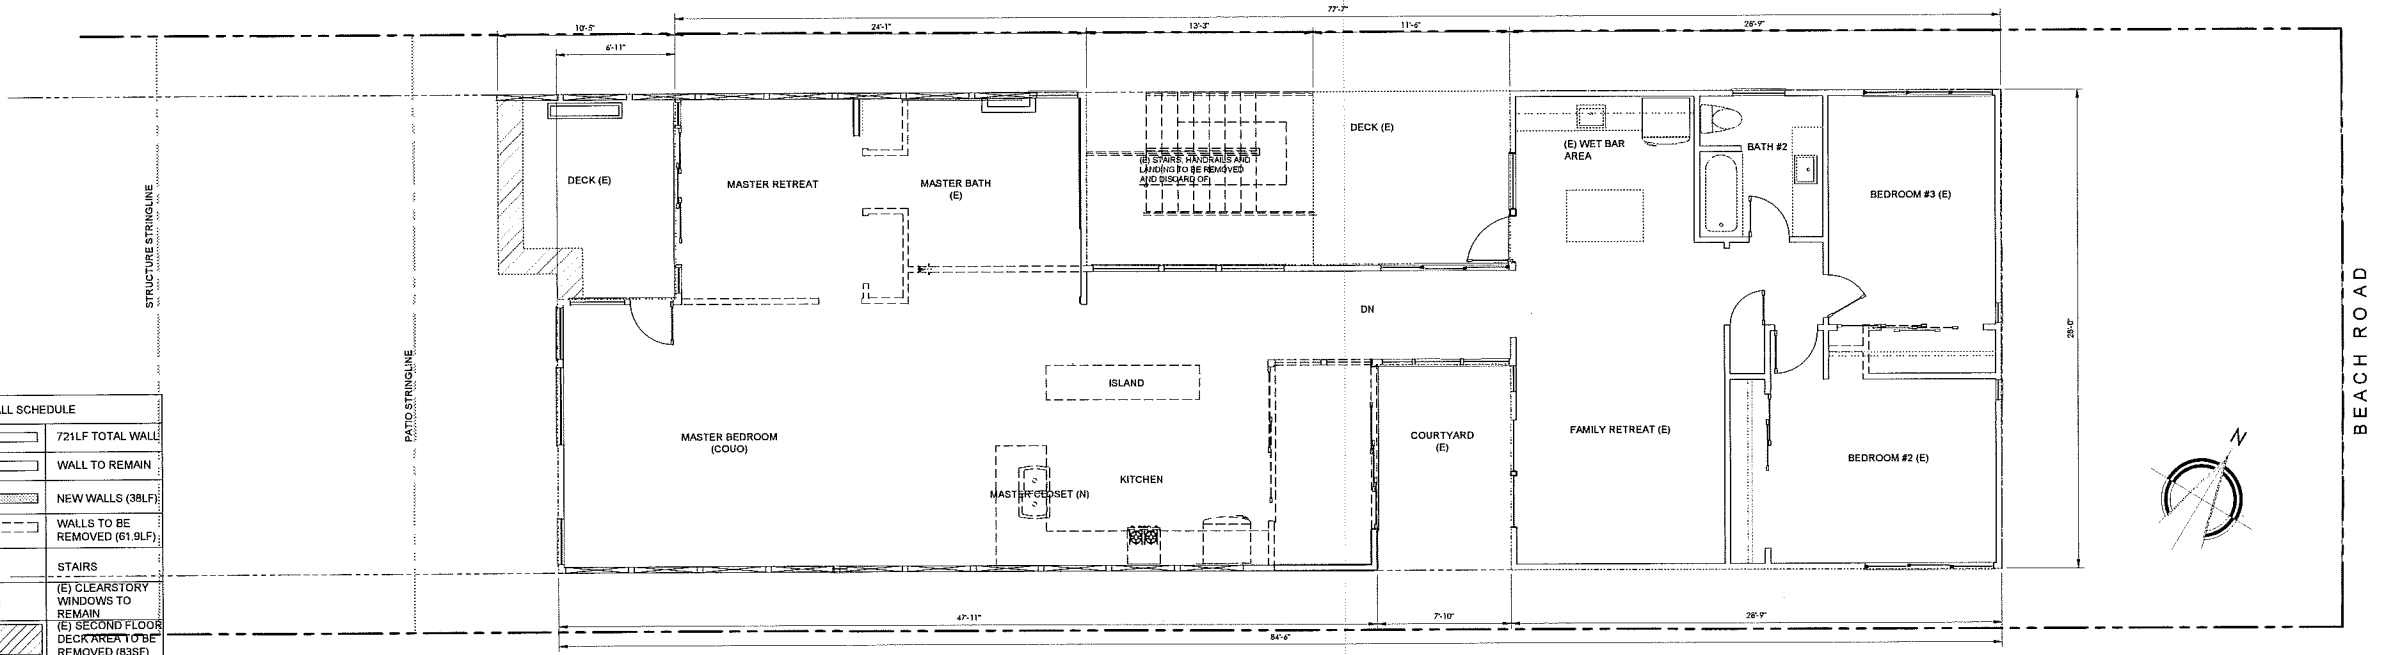 77'-7"
10'-5"
24'-1"
13'-3"
11'-6"
28'-9"
6'-11"
DECK (E)
MASTER RETREAT
MASTER BATH
(E)
(E) STAIRS, HANDRAILS AND
LANDING TO BE REMOVED
AND DISCARD OF
DECK (E)
(E) WET BAR
AREA
BATH #2
BEDROOM #3 (E)
STRUCTURE STRINGLINE
PATIO STRINGLINE
DN
28'-0"
BEACH ROAD
ISLAND
MASTER BEDROOM
(COUO)
KITCHEN
MASTER CLOSET (N)
COURTYARD
(E)
FAMILY RETREAT (E)
BEDROOM #2 (E)
N
ALL SCHEDULE
721LF TOTAL WALL
WALL TO REMAIN
NEW WALLS (38LF)
WALLS TO BE
REMOVED (61.9LF)
STAIRS
(E) CLEARSTORY
WINDOWS TO
REMAIN
(E) SECOND FLOOR
DECK AREA TO BE
REMOVED (83SF)
47'-11"
7'-10"
28'-9"
84'-6"